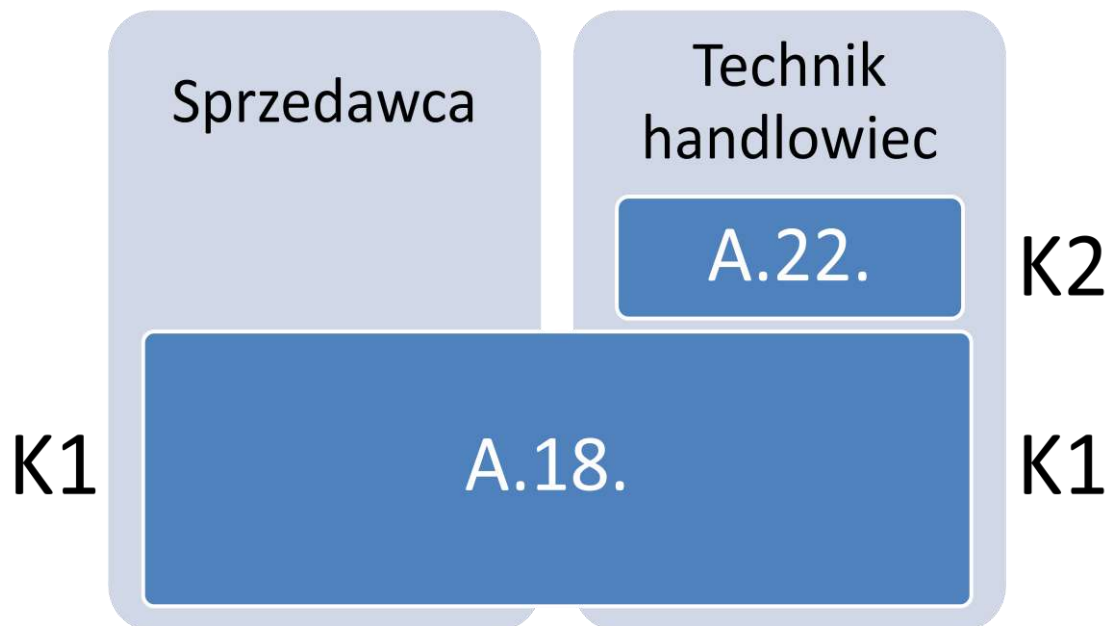 Sprzedawca
Technik
handlowiec
A.22.
K2
K1
A.18.
K1